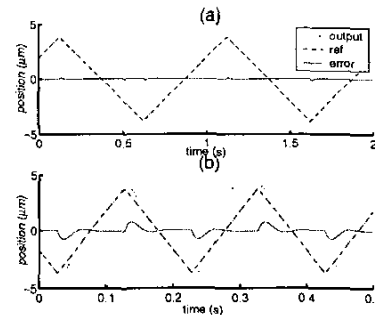 (a)
output
ref
error
position (μm)
5
0
−5
0
0.5
1
1.5
2
time (s)
(b)
position (μm)
5
0
−5
0
0.1
0.2
0.3
0.4
time (s)